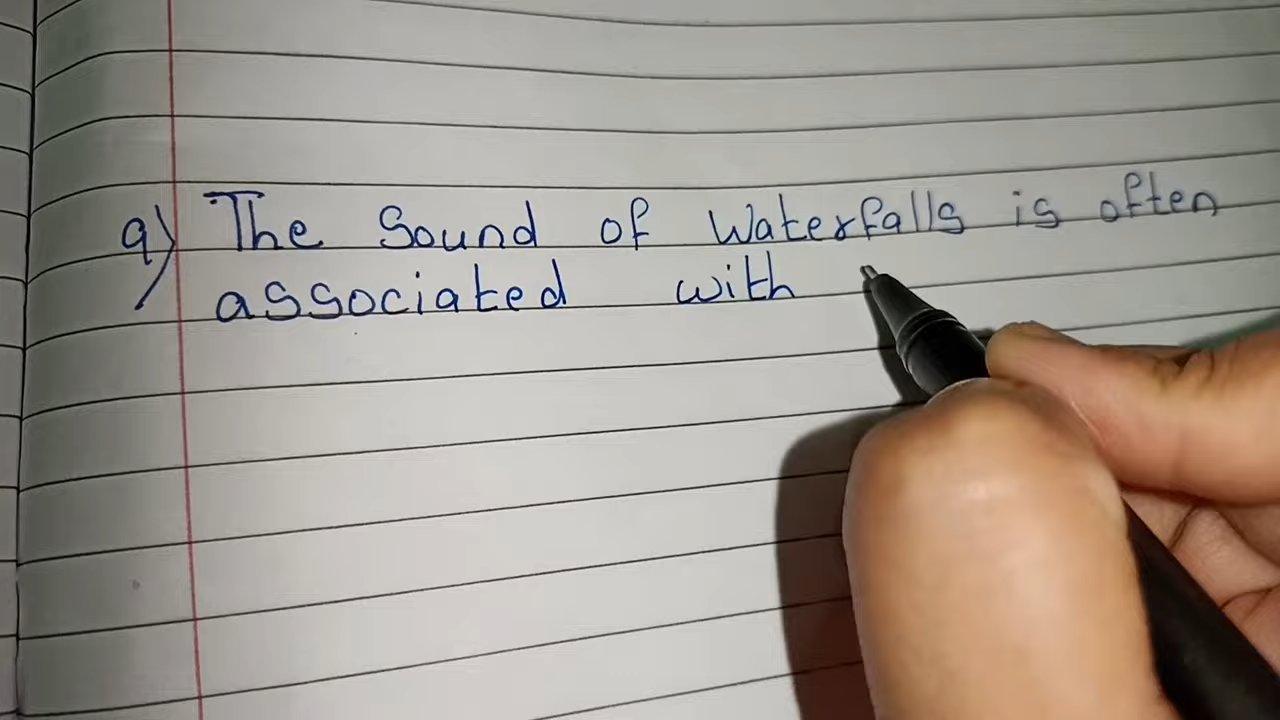 9) The Sound of Waterfalls is often
associated with